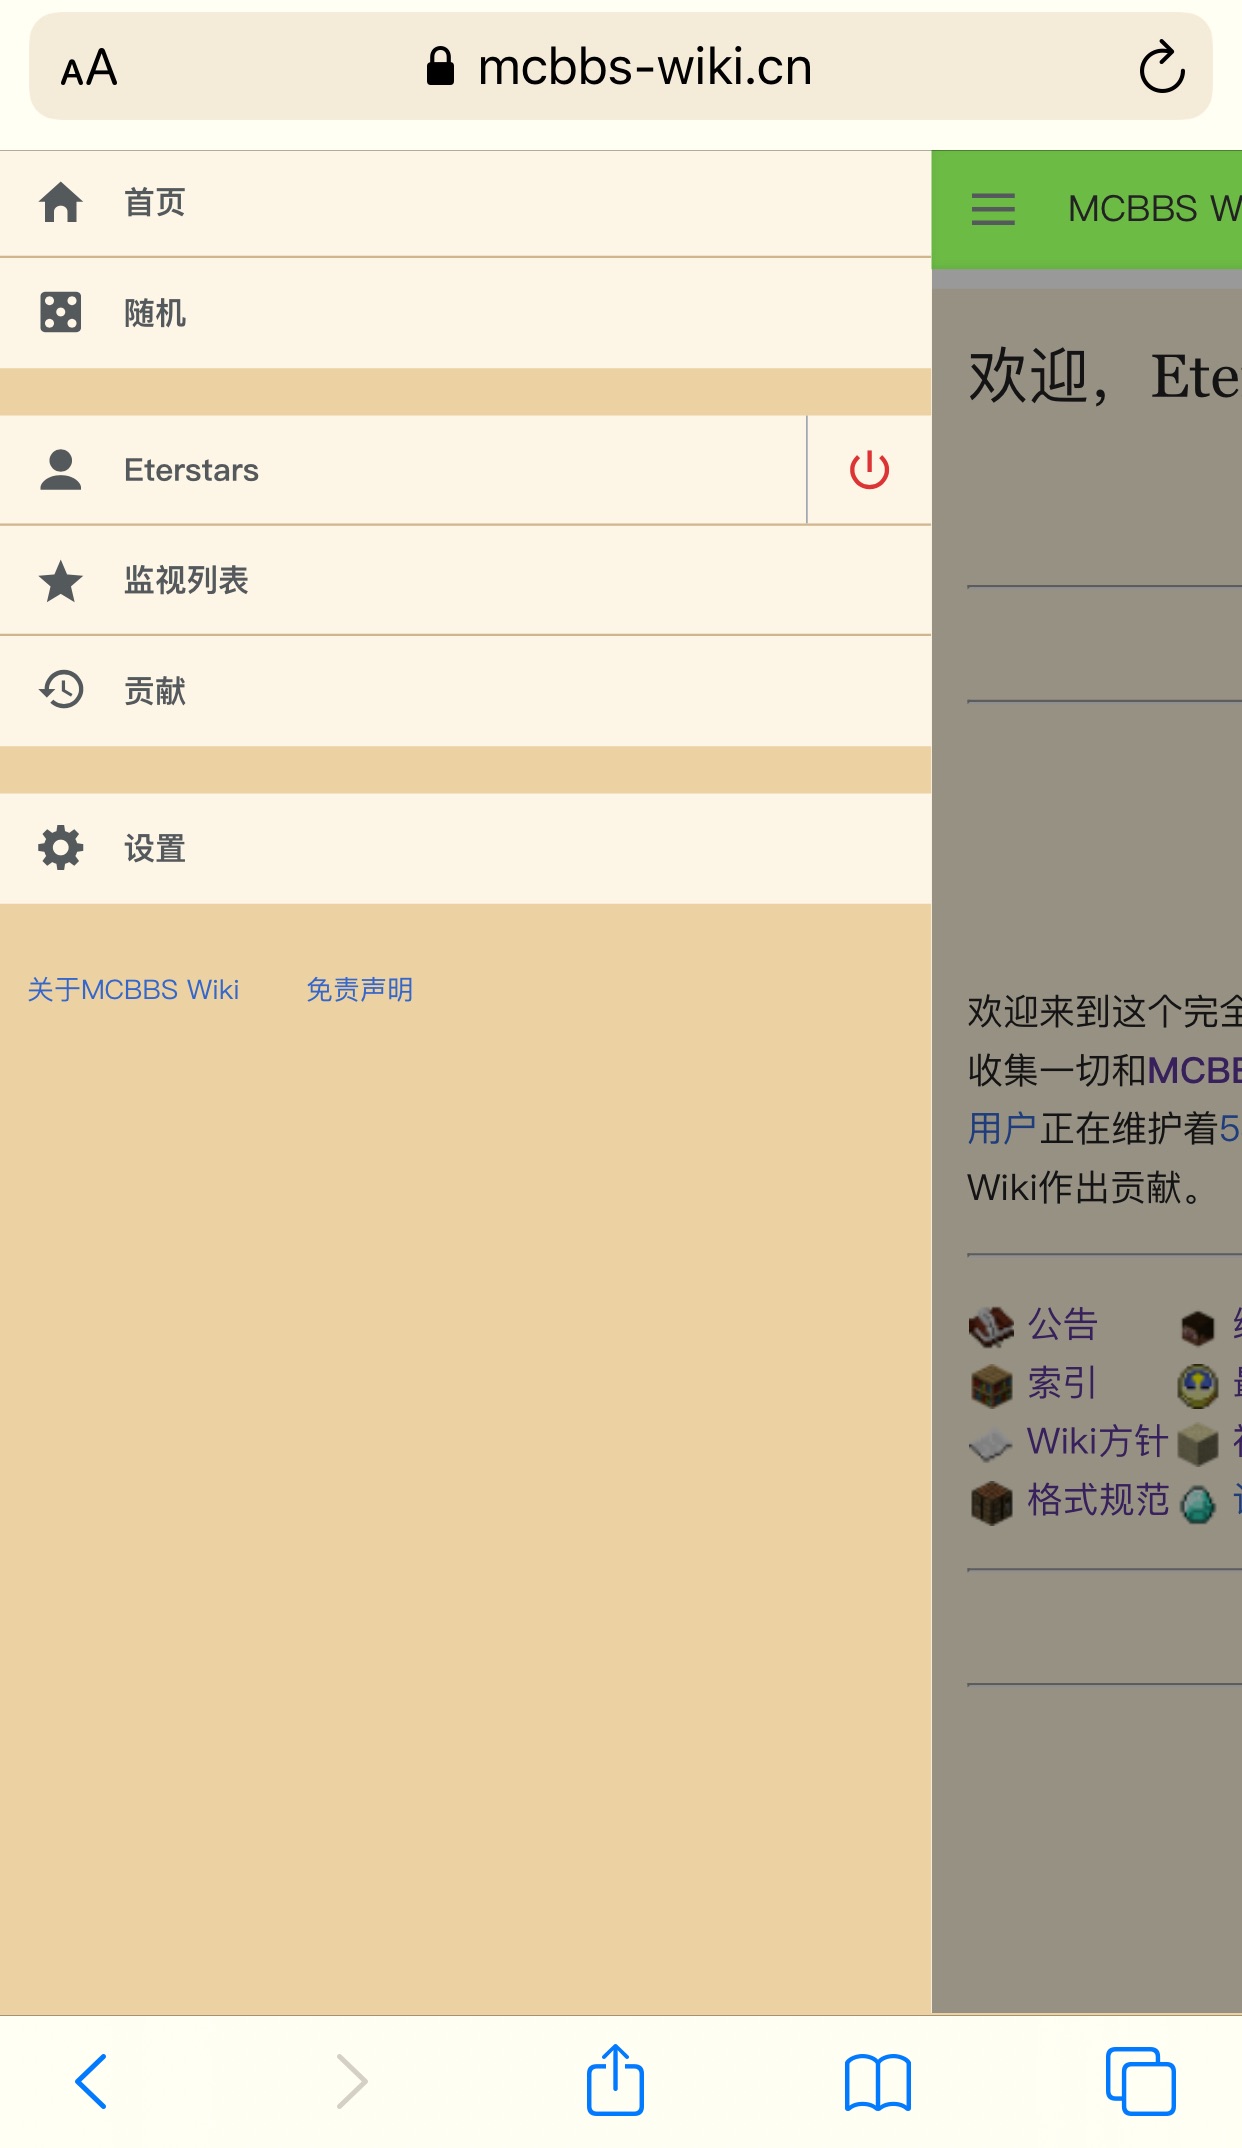 AA
mcbbs-wiki.cn
首页
随机
Eterstars
监视列表
贡献
设置
关于MCBBS Wiki 免责声明
MCBBS W
欢迎，Ete
欢迎来到这个完全
收集一切和MCBB
用户正在维护着5
Wiki作出贡献。
公告
索引
Wiki方针
格式规范